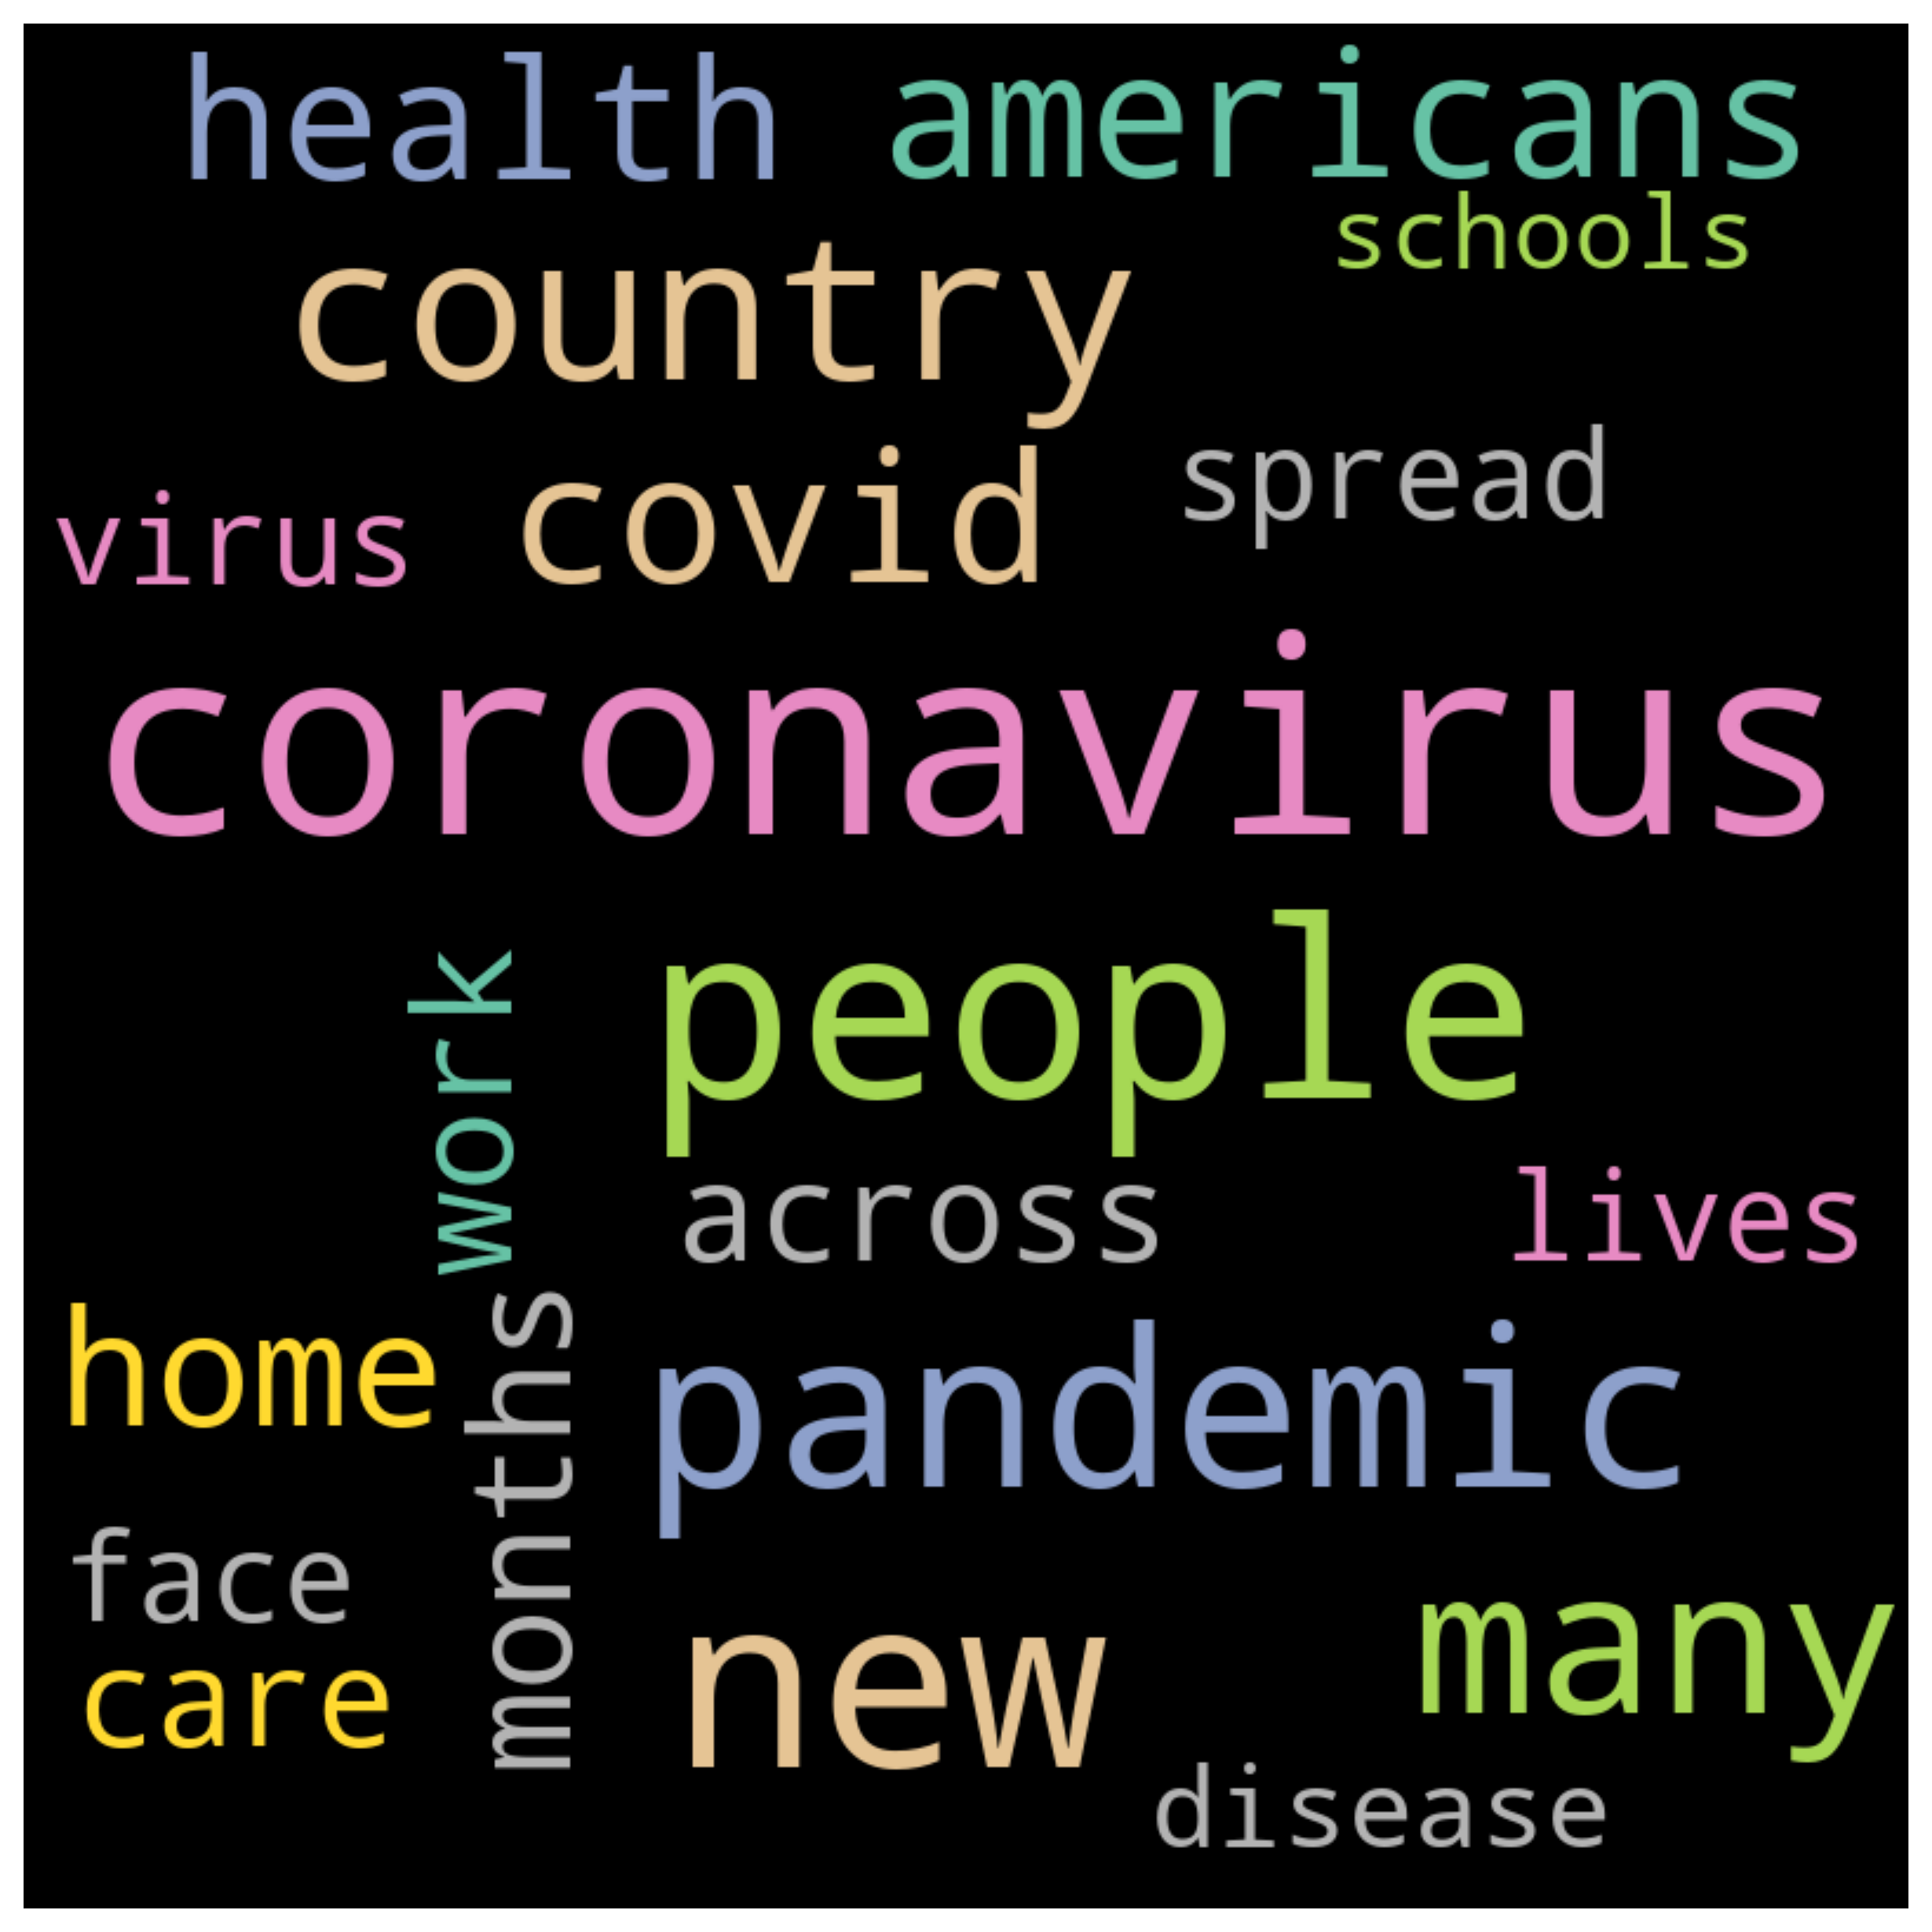 health americans
schools
country
spread
virus covid
coronavirus
people
work
across lives
home
months
pandemic
face
many
care
new
disease